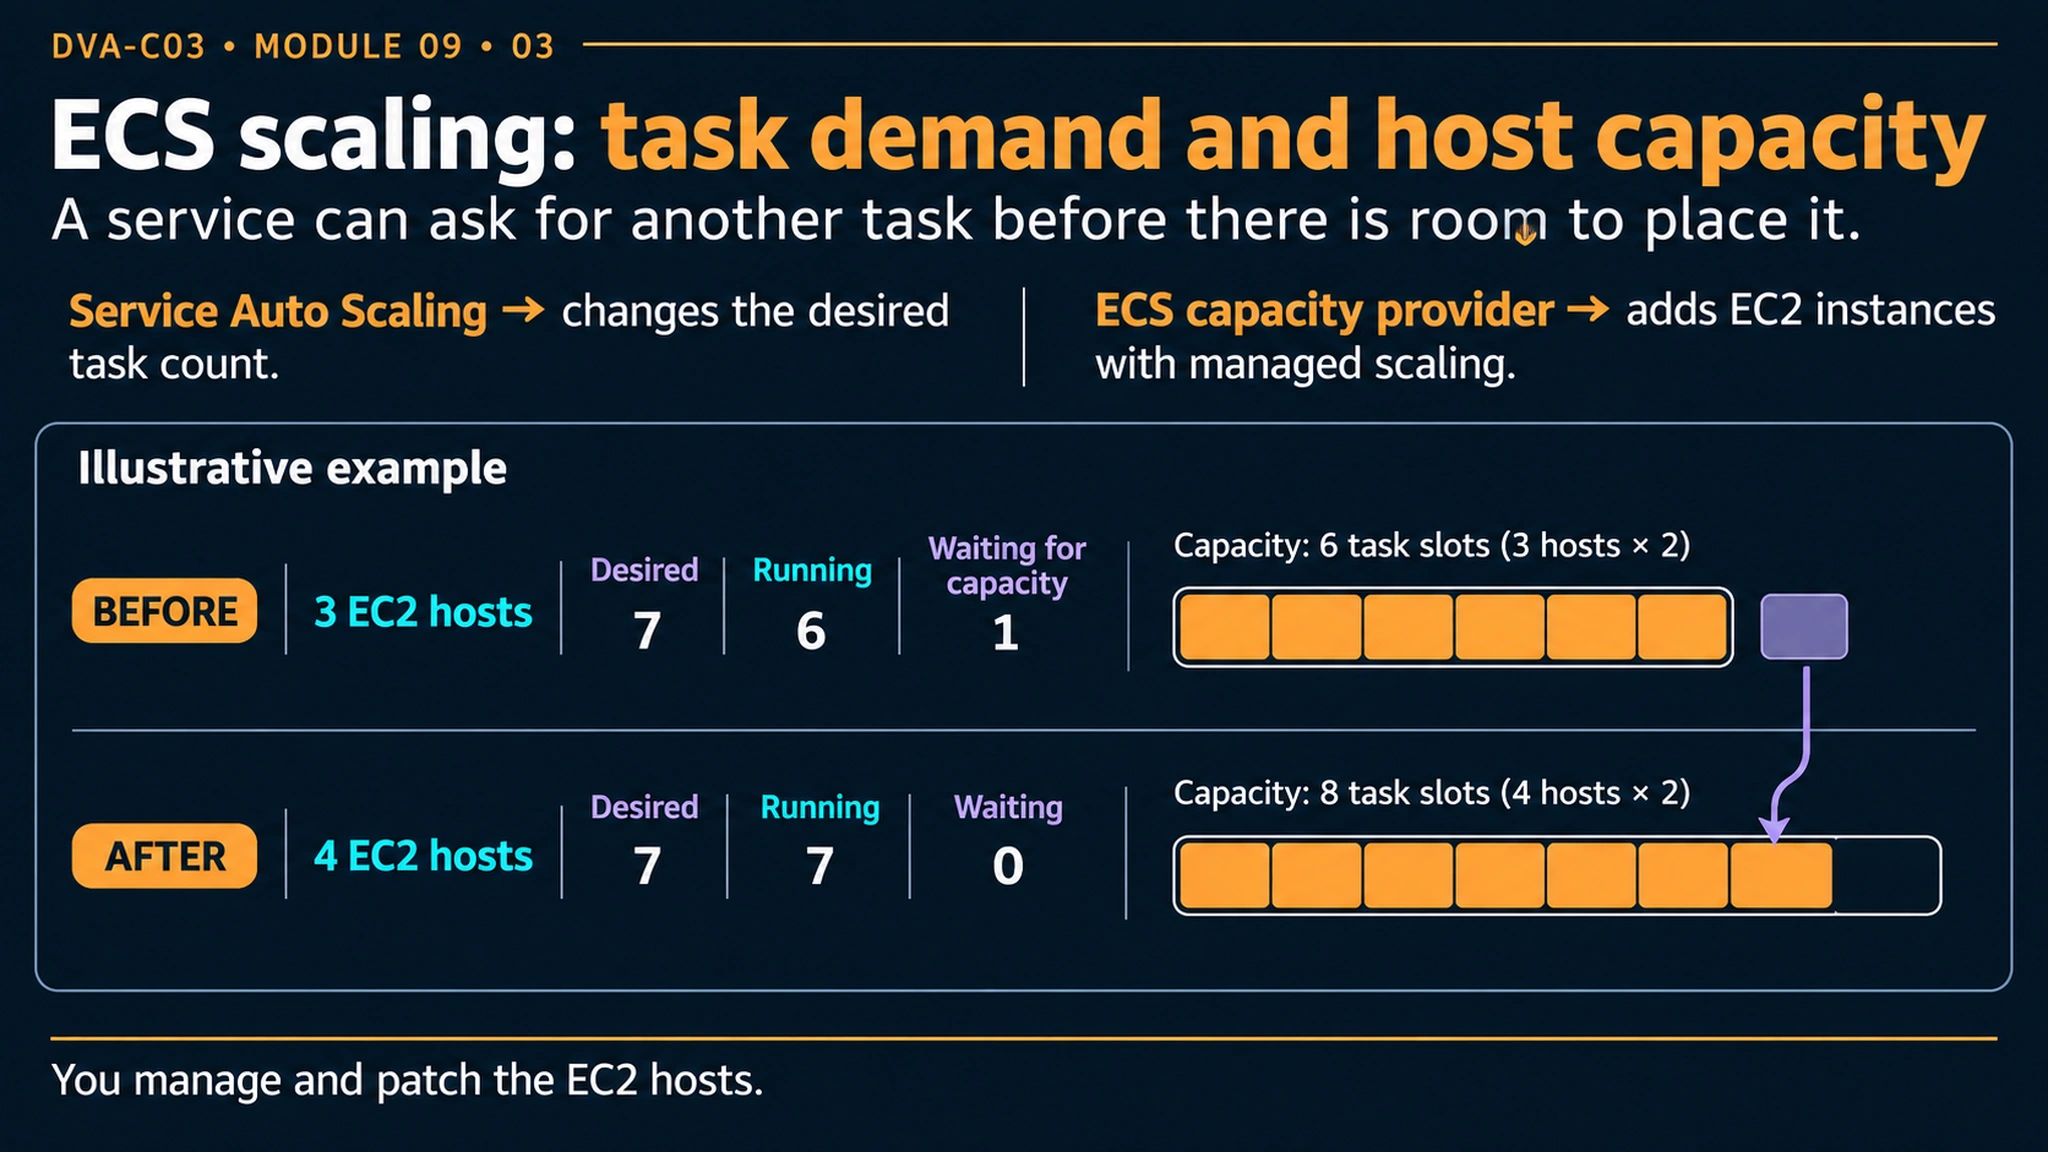 DVA-C03 • MODULE 09 • 03
ECS scaling: task demand and host capacity
A service can ask for another task before there is room to place it.
Service Auto Scaling → changes the desired
task count.
ECS capacity provider → adds EC2 instances
with managed scaling.
Illustrative example
BEFORE
3 EC2 hosts
Desired
7
Running
6
Waiting for
capacity
1
Capacity: 6 task slots (3 hosts × 2)
AFTER
4 EC2 hosts
Desired
7
Running
7
Waiting
0
Capacity: 8 task slots (4 hosts × 2)
You manage and patch the EC2 hosts.